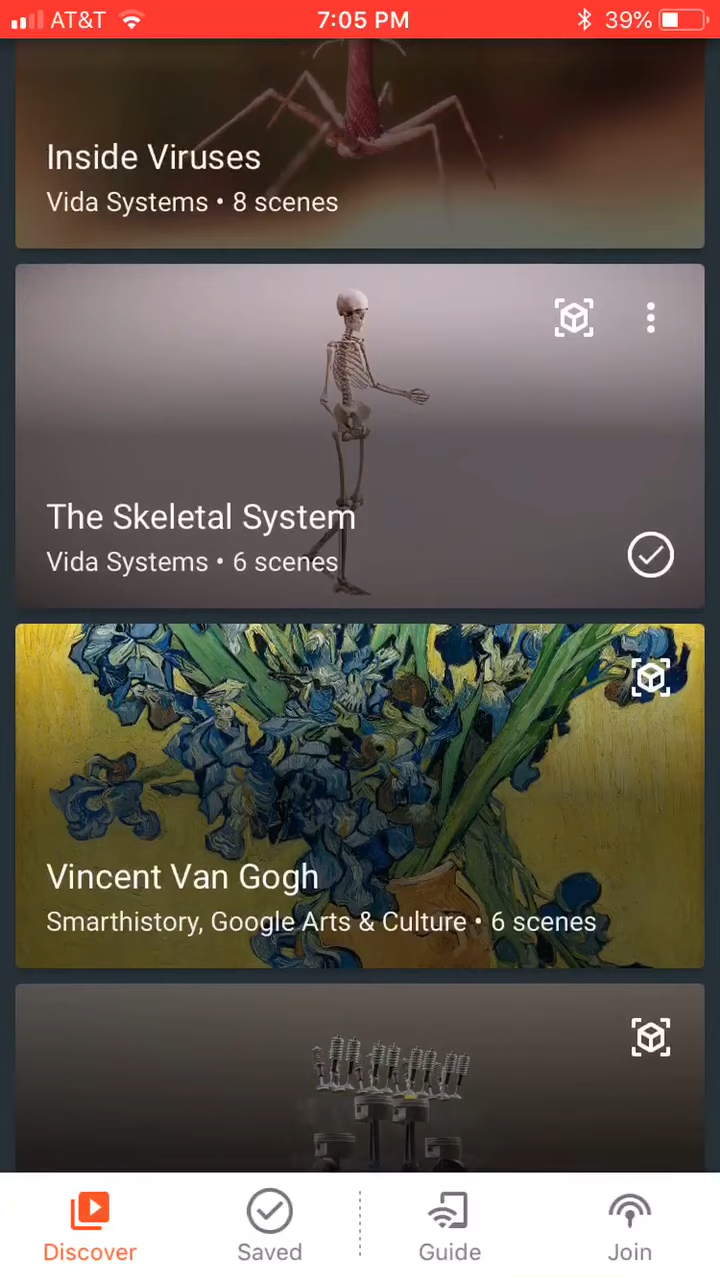 AT&T 7:05 PM 39%
Inside Viruses
Vida Systems • 8 scenes
The Skeletal System
Vida Systems • 6 scenes
Vincent Van Gogh
Smarthistory, Google Arts & Culture • 6 scenes
Discover Saved Guide Join